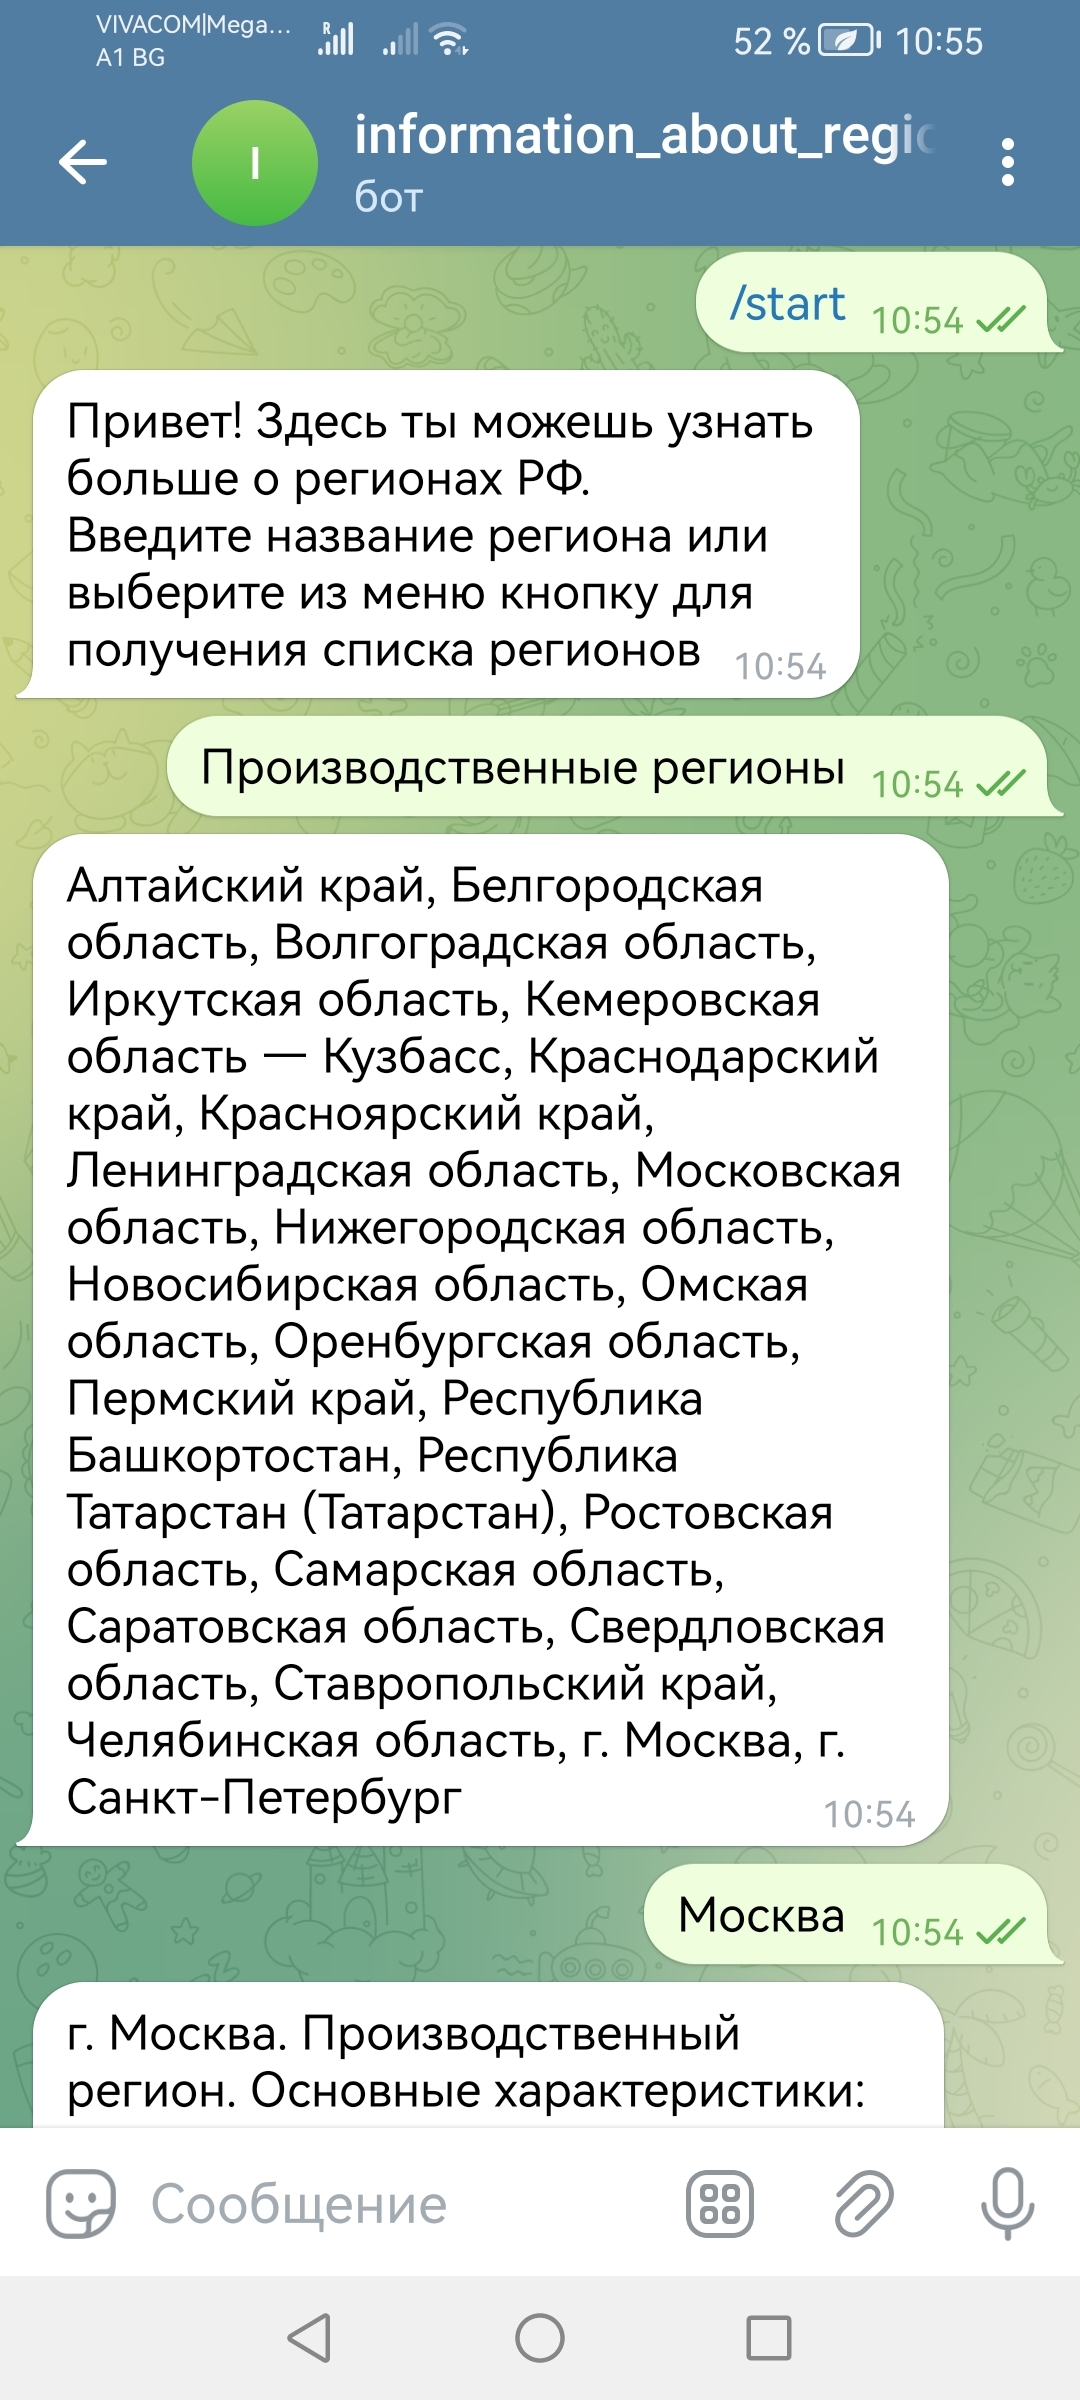 VIVACOM|Mega...
A1 BG
R
52 % 10:55
I
information_about_regi
бот
/start 10:54
Привет! Здесь ты можешь узнать
больше о регионах РФ.
Введите название региона или
выберите из меню кнопку для
получения списка регионов 10:54
Производственные регионы 10:54
Алтайский край, Белгородская
область, Волгоградская область,
Иркутская область, Кемеровская
область — Кузбасс, Краснодарский
край, Красноярский край,
Ленинградская область, Московская
область, Нижегородская область,
Новосибирская область, Омская
область, Оренбургская область,
Пермский край, Республика
Башкортостан, Республика
Татарстан (Татарстан), Ростовская
область, Самарская область,
Саратовская область, Свердловская
область, Ставропольский край,
Челябинская область, г. Москва, г.
Санкт-Петербург 10:54
Москва 10:54
г. Москва. Производственный
регион. Основные характеристики:
Сообщение